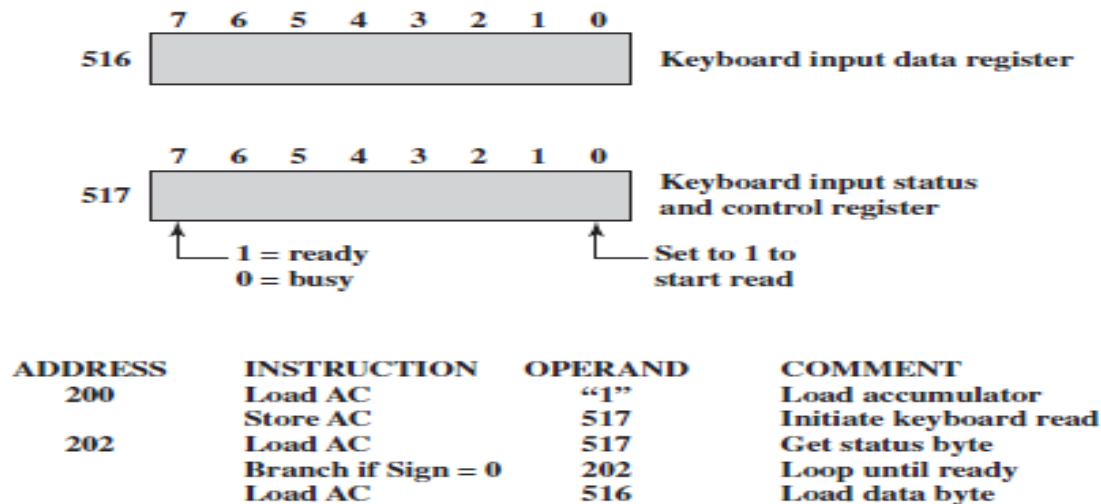 7 6 5 4 3 2 1 0
516 Keyboard input data register
7 6 5 4 3 2 1 0
517 Keyboard input status
and control register
1 = ready Set to 1 to
0 = busy start read
ADDRESS INSTRUCTION OPERAND COMMENT
200 Load AC “1” Load accumulator
Store AC 517 Initiate keyboard read
202 Load AC 517 Get status byte
Branch if Sign = 0 202 Loop until ready
Load AC 516 Load data byte